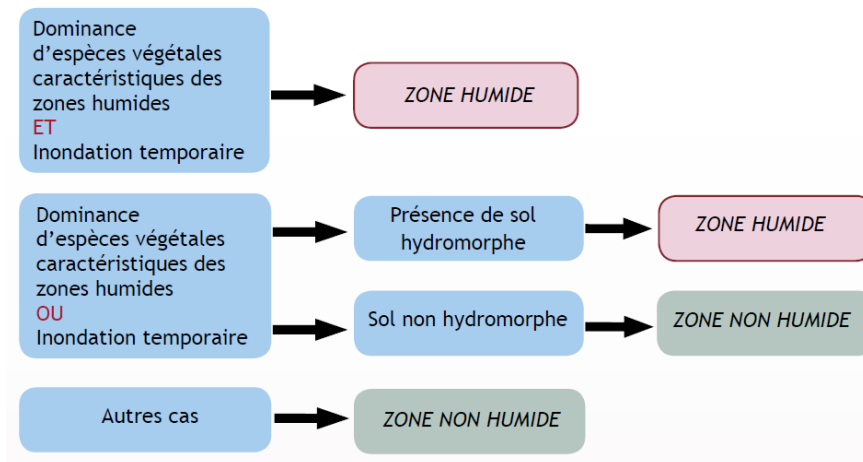 Dominance
d’espèces végétales
caractéristiques des
zones humides
ET
Inondation temporaire
ZONE HUMIDE
Dominance
d’espèces végétales
caractéristiques des
zones humides
OU
Inondation temporaire
Présence de sol
hydromorphe
ZONE HUMIDE
Sol non hydromorphe
ZONE NON HUMIDE
Autres cas
ZONE NON HUMIDE